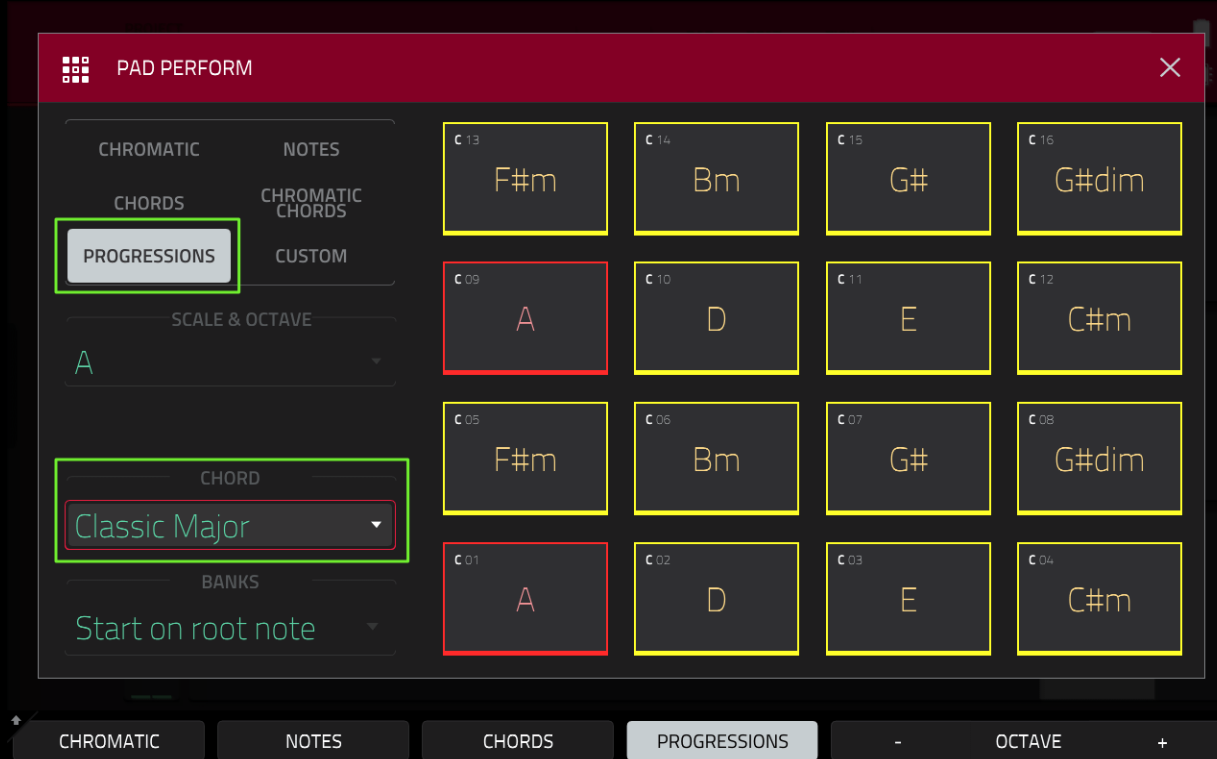 PAD PERFORM
CHROMATIC NOTES
CHORDS CHROMATIC CHORDS
PROGRESSIONS CUSTOM
SCALE & OCTAVE
A
CHORD
Classic Major
BANKS
Start on root note
C 13 C 14 C 15 C 16
F#m Bm G# G#dim
C 09 C 10 C 11 C 12
A D E C#m
C 05 C 06 C 07 C 08
F#m Bm G# G#dim
C 01 C 02 C 03 C 04
A D E C#m
CHROMATIC NOTES CHORDS PROGRESSIONS - OCTAVE +